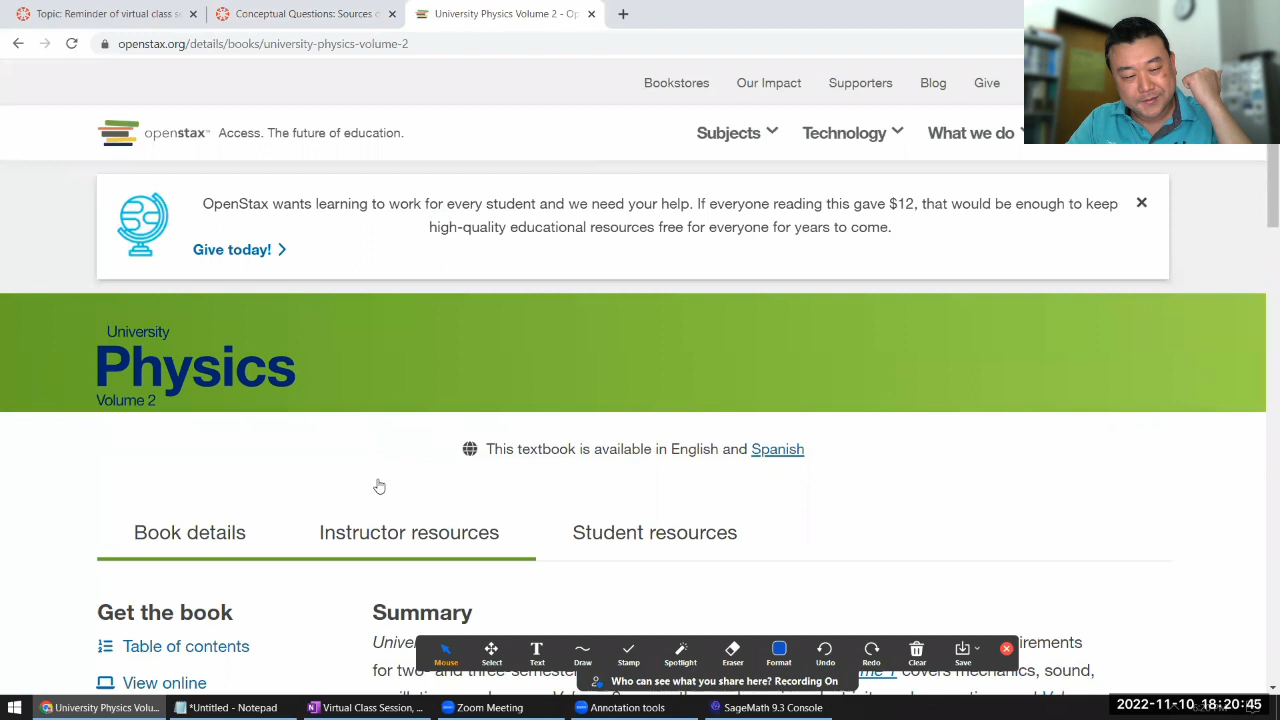 Topic: Reminder of virtual class s
Conceptual Questions: Sources c
University Physics Volume 2 - Op
openstax.org/details/books/university-physics-volume-2
Bookstores Our Impact Supporters Blog Give
openstax™ Access. The future of education.
Subjects Technology What we do
OpenStax wants learning to work for every student and we need your help. If everyone reading this gave $12, that would be enough to keep
high-quality educational resources free for everyone for years to come.
Give today!
University
Physics
Volume 2
This textbook is available in English and Spanish
Book details Instructor resources Student resources
Get the book
Summary
Table of contents
View online
Unive
irements
for two- and three-semes
covers mechanics, sound,
Mouse Select Text Draw Stamp Spotlight Eraser Format Undo Redo Clear Save
Who can see what you share here? Recording On
University Physics Volu...
*Untitled - Notepad
Virtual Class Session, ...
Zoom Meeting
Annotation tools
SageMath 9.3 Console
2022-11-10 18:20:45